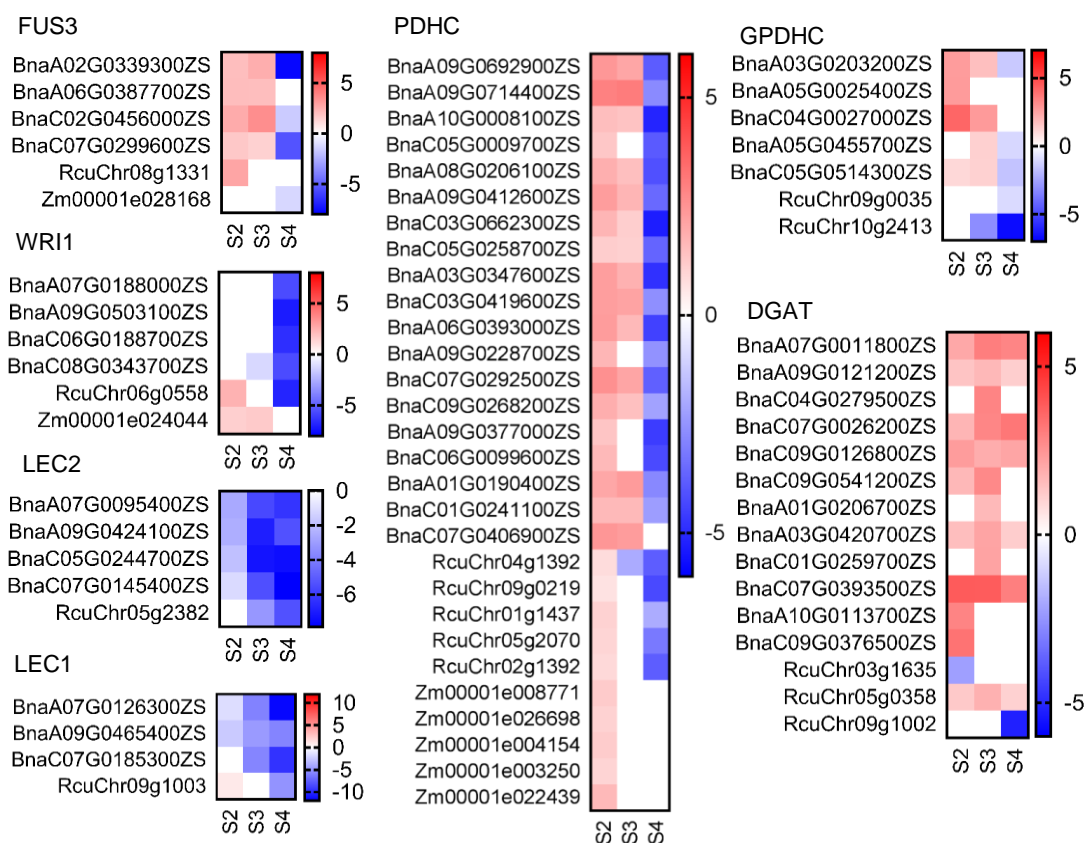 FUS3
BnaA02G0339300ZS
BnaA06G0387700ZS
BnaC02G0456000ZS
BnaC07G0299600ZS
RcuChr08g1331
Zm00001e028168
5
0
-5
S2
S3
S4
WRI1
BnaA07G0188000ZS
BnaA09G0503100ZS
BnaC06G0188700ZS
BnaC08G0343700ZS
RcuChr06g0558
Zm00001e024044
5
0
-5
S2
S3
S4
LEC2
BnaA07G0095400ZS
BnaA09G0424100ZS
BnaC05G0244700ZS
BnaC07G0145400ZS
RcuChr05g2382
0
-2
-4
-6
S2
S3
S4
LEC1
BnaA07G0126300ZS
BnaA09G0465400ZS
BnaC07G0185300ZS
RcuChr09g1003
10
5
0
-5
-10
S2
S3
S4
PDHC
BnaA09G0692900ZS
BnaA09G0714400ZS
BnaA10G0008100ZS
BnaC05G0009700ZS
BnaA08G0206100ZS
BnaA09G0412600ZS
BnaC03G0662300ZS
BnaC05G0258700ZS
BnaA03G0347600ZS
BnaC03G0419600ZS
BnaA06G0393000ZS
BnaA09G0228700ZS
BnaC07G0292500ZS
BnaC09G0268200ZS
BnaA09G0377000ZS
BnaC06G0099600ZS
BnaA01G0190400ZS
BnaC01G0241100ZS
BnaC07G0406900ZS
RcuChr04g1392
RcuChr09g0219
RcuChr01g1437
RcuChr05g2070
RcuChr02g1392
Zm00001e008771
Zm00001e026698
Zm00001e004154
Zm00001e003250
Zm00001e022439
5
0
-5
S2
S3
S4
GPDHC
BnaA03G0203200ZS
BnaA05G0025400ZS
BnaC04G0027000ZS
BnaA05G0455700ZS
BnaC05G0514300ZS
RcuChr09g0035
RcuChr10g2413
5
0
-5
S2
S3
S4
DGAT
BnaA07G0011800ZS
BnaA09G0121200ZS
BnaC04G0279500ZS
BnaC07G0026200ZS
BnaC09G0126800ZS
BnaC09G0541200ZS
BnaA01G0206700ZS
BnaA03G0420700ZS
BnaC01G0259700ZS
BnaC07G0393500ZS
BnaA10G0113700ZS
BnaC09G0376500ZS
RcuChr03g1635
RcuChr05g0358
RcuChr09g1002
5
0
-5
S2
S3
S4